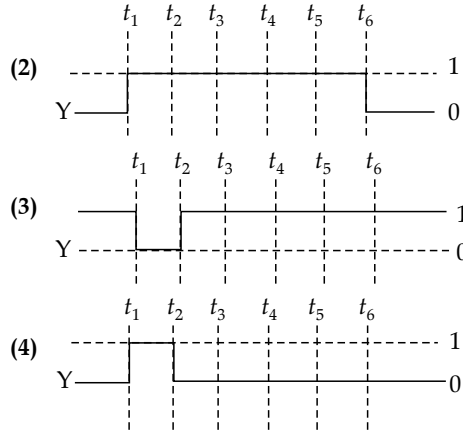 t₁ t₂ t₃ t₄ t₅ t₆
(2) 1
Y 0
t₁ t₂ t₃ t₄ t₅ t₆
(3) 1
Y 0
t₁ t₂ t₃ t₄ t₅ t₆
(4) 1
Y 0